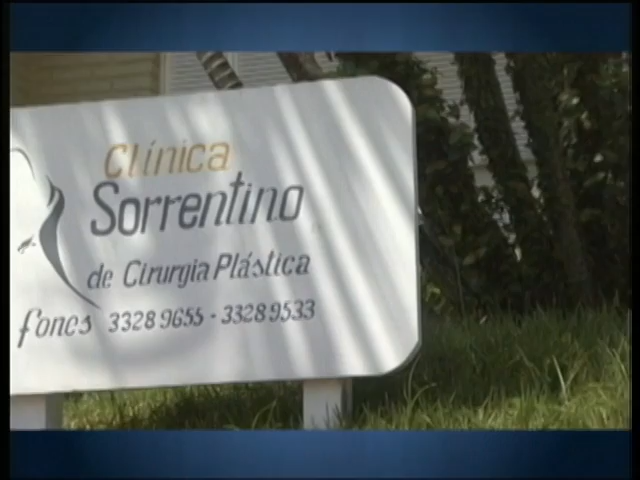 Clínica
Sorrentino
de Cirurgia Plástica
fones 3328 9655 - 3328 9533